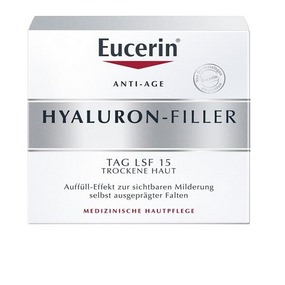 Eucerin®
ANTI-AGE
HYALURON-FILLER
TAG LSF 15
TROCKENE HAUT
Auffüll-Effekt zur sichtbaren Milderung
selbst ausgeprägter Falten
MEDIZINISCHE HAUTPFLEGE